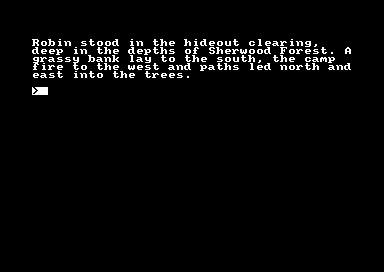 Robin stood in the hideout clearing,
deep in the depths of Sherwood Forest. A
grassy bank lay to the south, the camp
fire to the west and paths led north and
east into the trees.
>